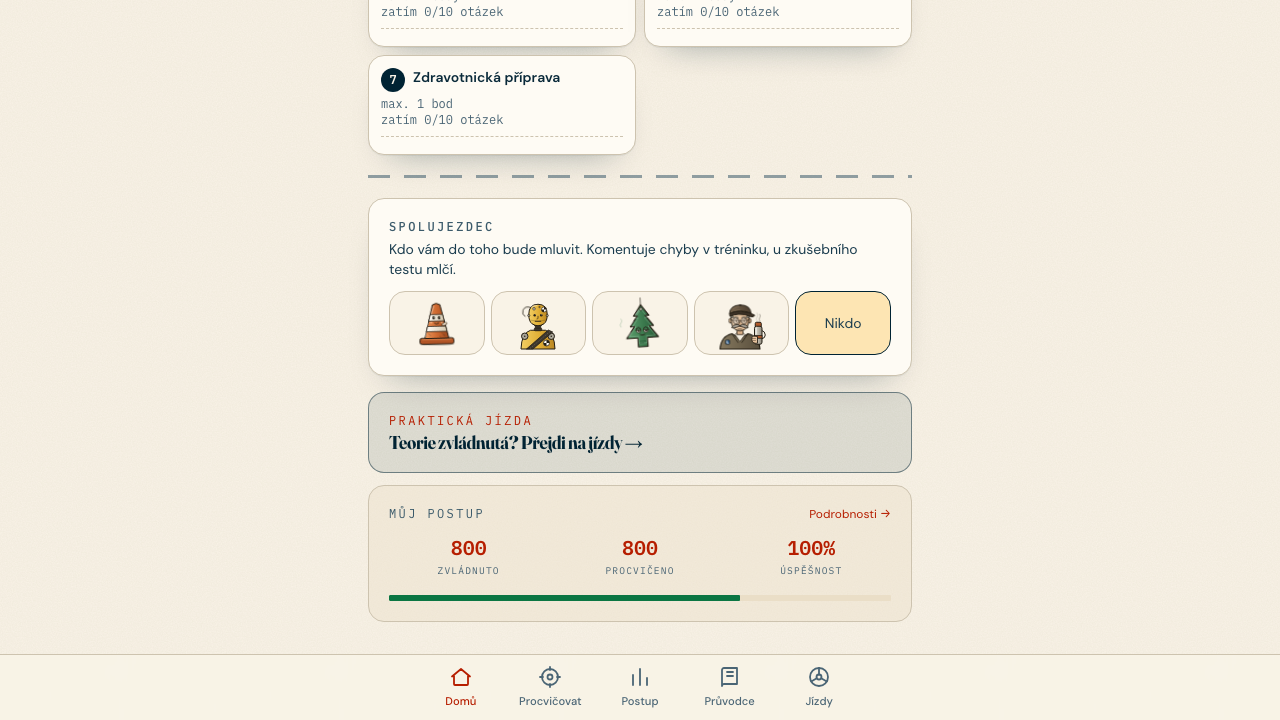 zatím 0/10 otázek
zatím 0/10 otázek
7 Zdravotnická příprava
max. 1 bod
zatím 0/10 otázek
SPOLUJEZDEC
Kdo vám do toho bude mluvit. Komentuje chyby v tréninku, u zkušebního
testu mlčí.
Nikdo
PRAKTICKÁ JÍZDA
Teorie zvládnutá? Přejdi na jízdy →
MŮJ POSTUP
Podrobnosti →
800
800
100%
ZVLÁDNUTO
PROCVIČENO
ÚSPĚŠNOST
Domů
Procvičovat
Postup
Průvodce
Jízdy